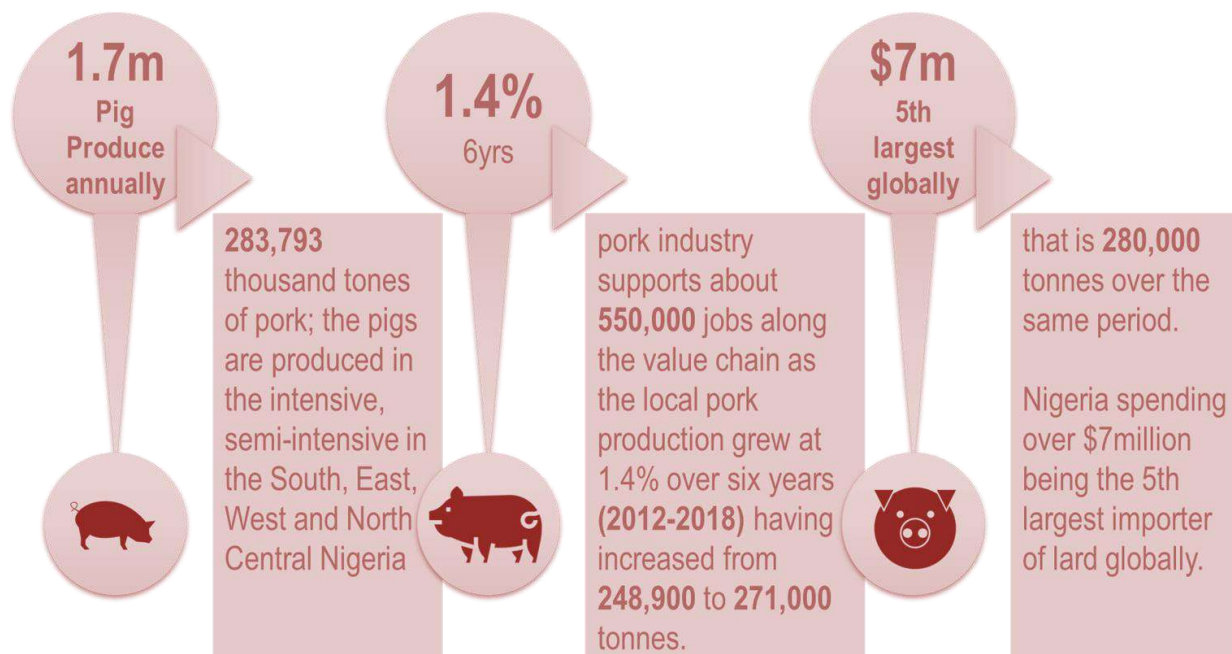 1.7m
Pig
Produce
annually
283,793
thousand tones
of pork; the pigs
are produced in
the intensive,
semi-intensive in
the South, East,
West and North
Central Nigeria
1.4%
6yrs
pork industry
supports about
550,000 jobs along
the value chain as
the local pork
production grew at
1.4% over six years
(2012-2018) having
increased from
248,900 to 271,000
tonnes.
$7m
5th
largest
globally
that is 280,000
tonnes over the
same period.
Nigeria spending
over $7million
being the 5th
largest importer
of lard globally.